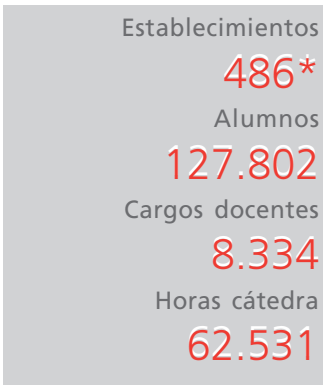 Establecimientos
486*
Alumnos
127.802
Cargos docentes
8.334
Horas cátedra
62.531